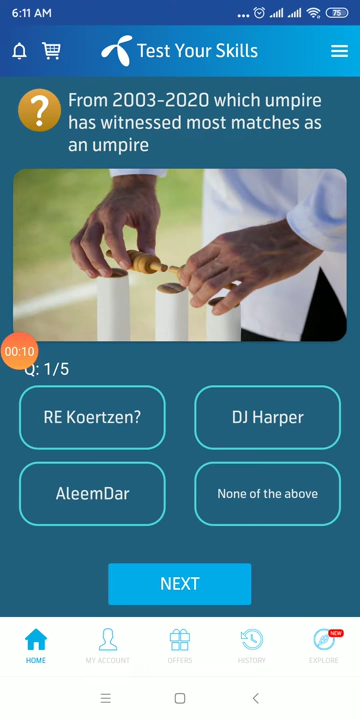 6:11 AM
75
Test Your Skills
?
From 2003-2020 which umpire
has witnessed most matches as
an umpire
00:10
Q: 1/5
RE Koertzen?
DJ Harper
AleemDar
None of the above
NEXT
HOME
MY ACCOUNT
OFFERS
HISTORY
NEW
EXPLORE